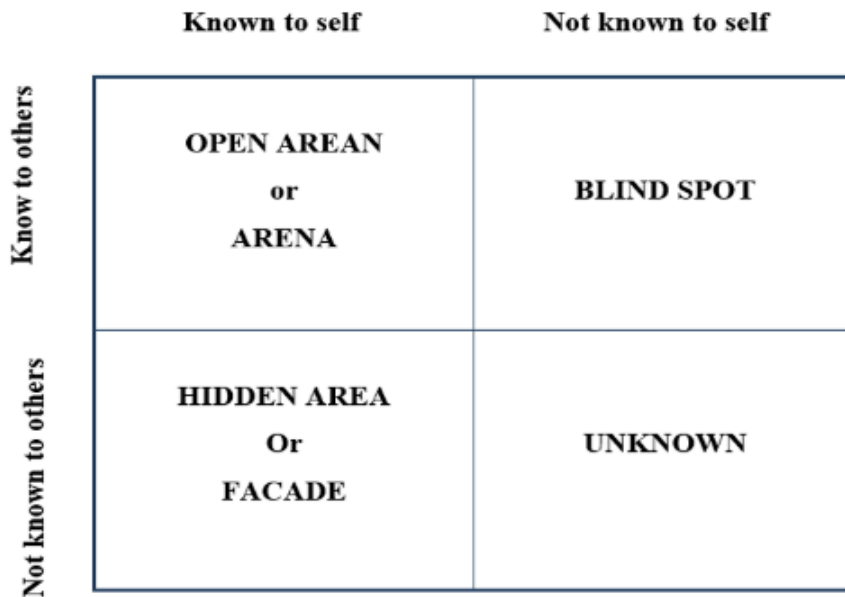 Known to self
Not known to self
Know to others
OPEN AREAN
or
ARENA
BLIND SPOT
Not known to others
HIDDEN AREA
Or
FACADE
UNKNOWN